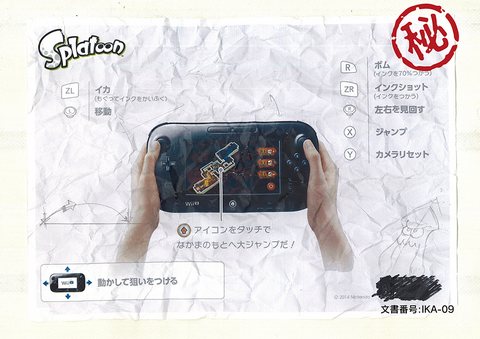 Splatoon
秘
ZL イカ
(もぐってインクをかいふく)
L 移動
R ボム
(インクを70%つかう)
ZR インクショット
(インクをつかう)
R 左右を見回す
X ジャンプ
Y カメラリセット
Wii U
アイコンをタッチで
なかまのもとへ大ジャンプだ!
Wii U
動かして狙いをつける
© 2014 Nintendo
文書番号:IKA-09